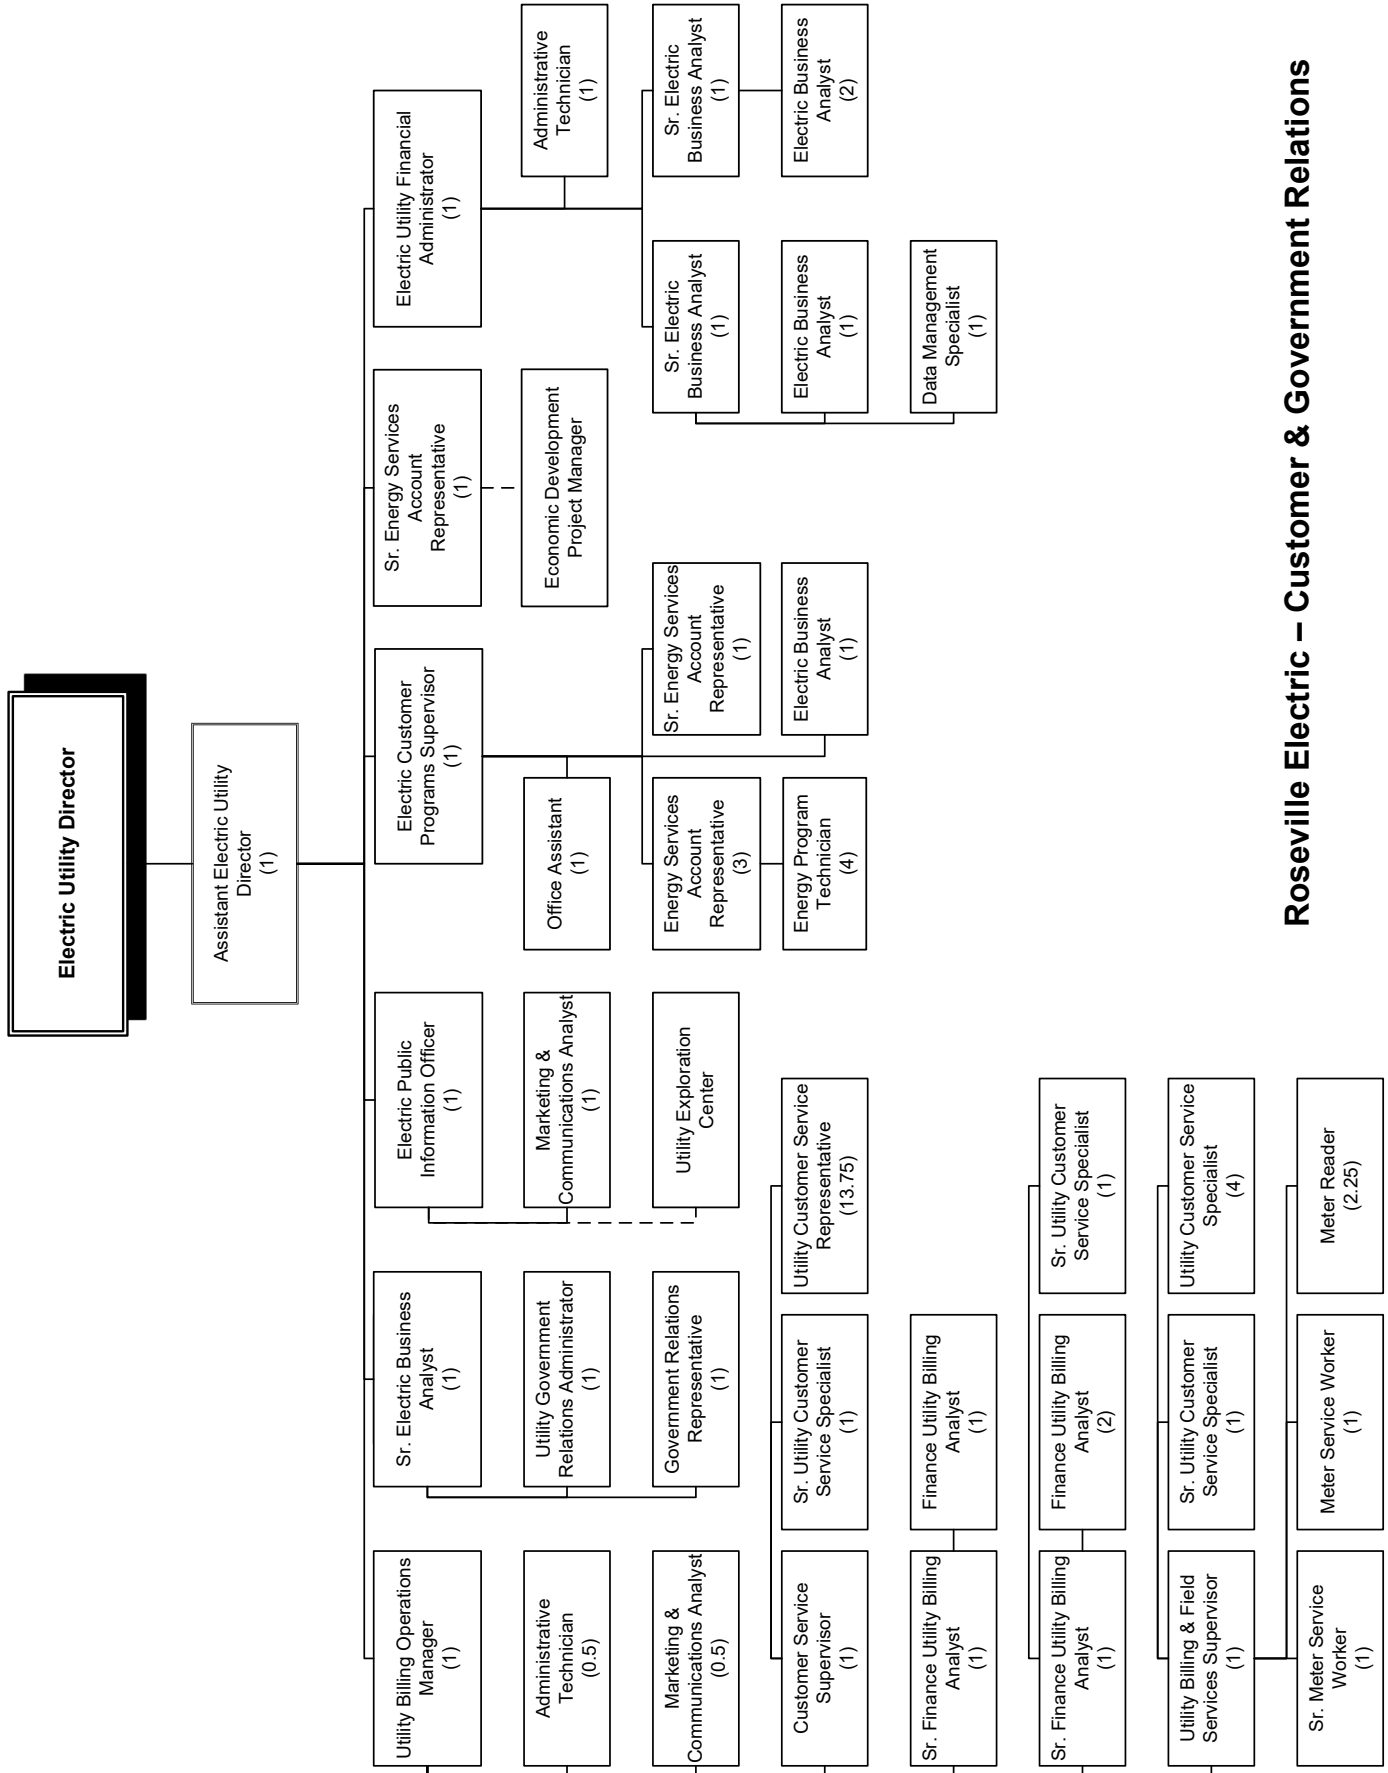 Electric Utility Director
Assistant Electric Utility
Director
(1)
Utility Billing Operations
Manager
(1)
Administrative
Technician
(0.5)
Marketing &
Communications Analyst
(0.5)
Customer Service
Supervisor
(1)
Sr. Utility Customer
Service Specialist
(1)
Utility Customer Service
Representative
(13.75)
Sr. Finance Utility Billing
Analyst
(1)
Finance Utility Billing
Analyst
(1)
Sr. Finance Utility Billing
Analyst
(1)
Finance Utility Billing
Analyst
(2)
Sr. Utility Customer
Service Specialist
(1)
Utility Billing & Field
Services Supervisor
(1)
Sr. Utility Customer
Service Specialist
(1)
Utility Customer Service
Specialist
(4)
Sr. Meter Service
Worker
(1)
Meter Service Worker
(1)
Meter Reader
(2.25)
Sr. Electric Business
Analyst
(1)
Utility Government
Relations Administrator
(1)
Government Relations
Representative
(1)
Electric Public
Information Officer
(1)
Marketing &
Communications Analyst
(1)
Utility Exploration
Center
Electric Customer
Programs Supervisor
(1)
Office Assistant
(1)
Energy Services
Account
Representative
(3)
Energy Program
Technician
(4)
Sr. Energy Services
Account
Representative
(1)
Electric Business
Analyst
(1)
Sr. Energy Services
Account
Representative
(1)
Economic Development
Project Manager
Electric Utility Financial
Administrator
(1)
Administrative
Technician
(1)
Sr. Electric
Business Analyst
(1)
Electric Business
Analyst
(1)
Data Management
Specialist
(1)
Sr. Electric
Business Analyst
(1)
Electric Business
Analyst
(2)
Roseville Electric – Customer & Government Relations